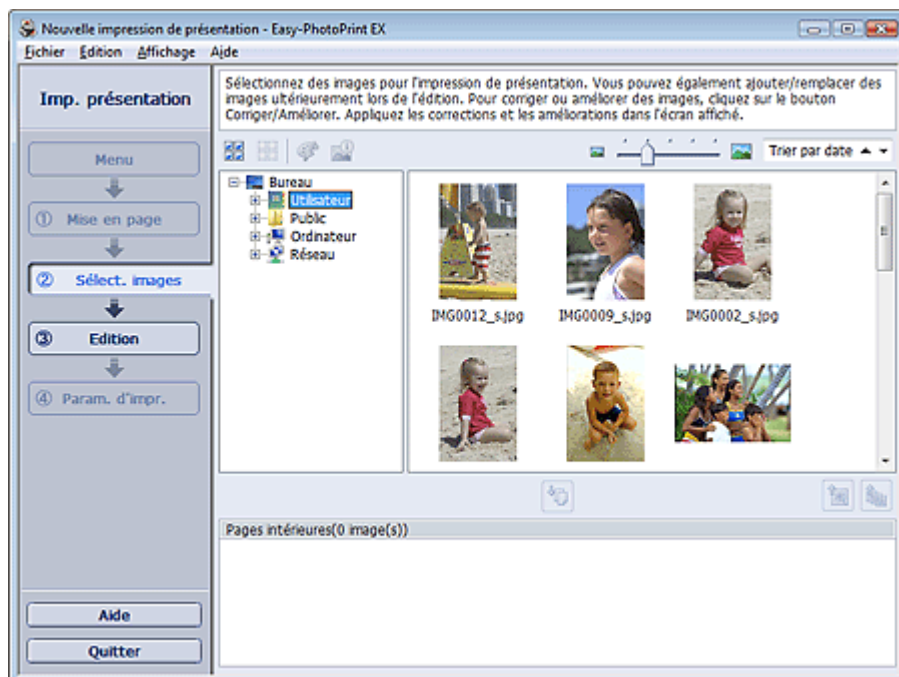 Nouvelle impression de présentation - Easy-PhotoPrint EX
Fichier Edition Affichage Aide
Imp. présentation
Sélectionnez des images pour l'impression de présentation. Vous pouvez également ajouter/remplacer des
images ultérieurement lors de l'édition. Pour corriger ou améliorer des images, cliquez sur le bouton
Corriger/Améliorer. Appliquez les corrections et les améliorations dans l'écran affiché.
Menu
① Mise en page
② Sélect. images
③ Edition
④ Param. d'impr.
Trier par date
Bureau
Utilisateur
Public
Ordinateur
Réseau
IMG0012_s.jpg IMG0009_s.jpg IMG0002_s.jpg
Pages intérieures(0 image(s))
Aide
Quitter